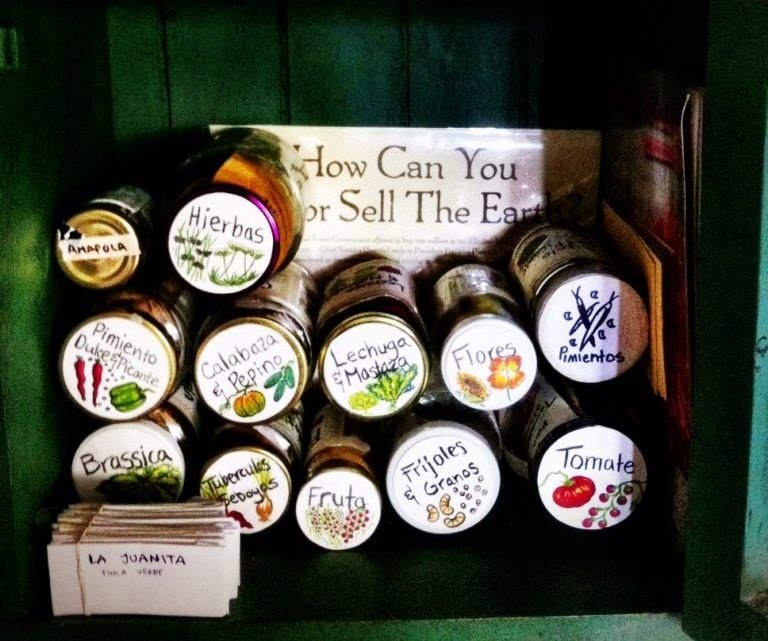 How Can You
or Sell The Earth?
AMAPOLA
Hierbas
Pimiento
Dulce & Picante
Calabaza
& Pepino
Lechuga
& Mostaza
Flores
Pimientos
Brassica
Tuberculos
Fruta
Frijoles
& Granos
Tomate
LA JUANITA
FINCA VERDE